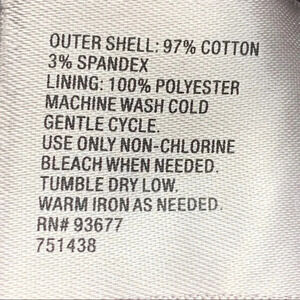 OUTER SHELL: 97% COTTON
3% SPANDEX
LINING: 100% POLYESTER
MACHINE WASH COLD
GENTLE CYCLE.
USE ONLY NON-CHLORINE
BLEACH WHEN NEEDED.
TUMBLE DRY LOW.
WARM IRON AS NEEDED.
RN# 93677
751438